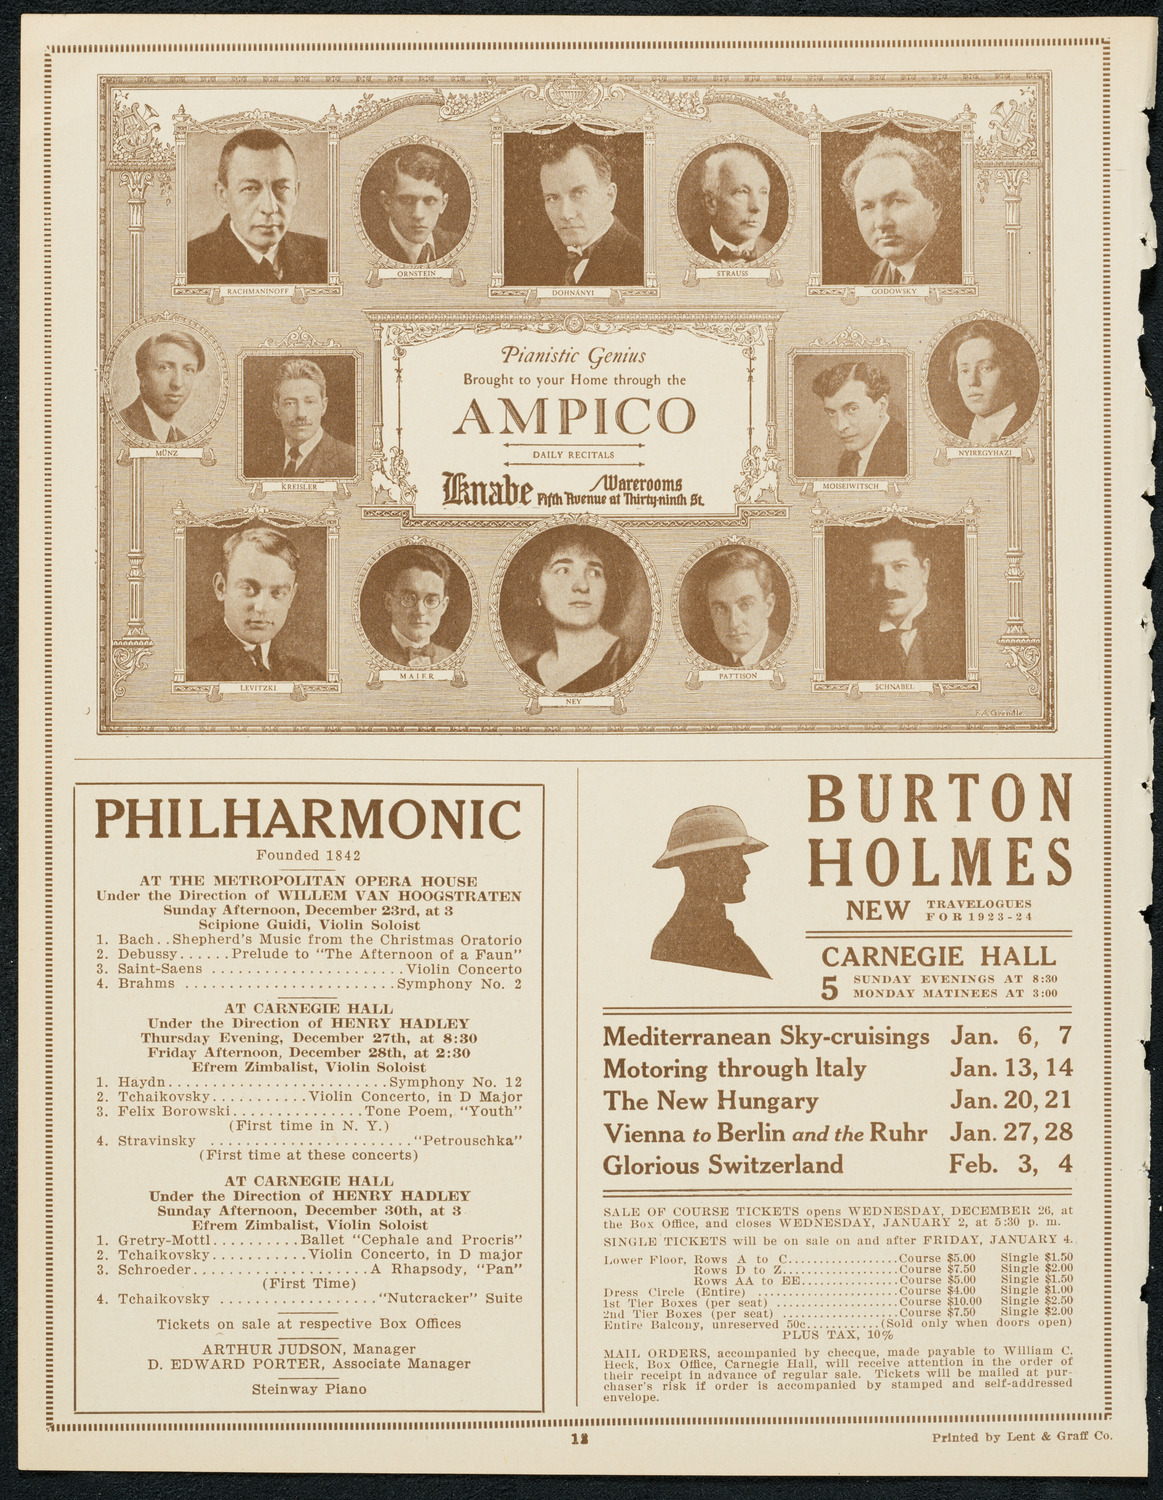 RACHMANINOFF
ORNSTEIN
DOHNÁNYI
STRAUSS
GODOWSKY
MÜNZ
KREISLER
MOISEIWITSCH
NYIREGYHAZI
Pianistic Genius
Brought to your Home through the
AMPICO
DAILY RECITALS
Knabe Warerooms
Fifth Avenue at Thirty-ninth St.
LEVITZKI
MAIER
NEY
PATTISON
SCHNABEL
PHILHARMONIC
Founded 1842
AT THE METROPOLITAN OPERA HOUSE
Under the Direction of WILLEM VAN HOOGSTRATEN
Sunday Afternoon, December 23rd, at 3
Scipione Guidi, Violin Soloist
1. Bach..Shepherd's Music from the Christmas Oratorio
2. Debussy......Prelude to "The Afternoon of a Faun"
3. Saint-Saens ......................Violin Concerto
4. Brahms ........................Symphony No. 2
AT CARNEGIE HALL
Under the Direction of HENRY HADLEY
Thursday Evening, December 27th, at 8:30
Friday Afternoon, December 28th, at 2:30
Efrem Zimbalist, Violin Soloist
1. Haydn.........................Symphony No. 12
2. Tchaikovsky...........Violin Concerto, in D Major
3. Felix Borowski...............Tone Poem, "Youth"
(First time in N. Y.)
4. Stravinsky ......................."Petrouschka"
(First time at these concerts)
AT CARNEGIE HALL
Under the Direction of HENRY HADLEY
Sunday Afternoon, December 30th, at 3
Efrem Zimbalist, Violin Soloist
1. Gretry-Mottl..........Ballet "Cephale and Procris"
2. Tchaikovsky...........Violin Concerto, in D major
3. Schroeder....................A Rhapsody, "Pan"
(First Time)
4. Tchaikovsky .................."Nutcracker" Suite
Tickets on sale at respective Box Offices
ARTHUR JUDSON, Manager
D. EDWARD PORTER, Associate Manager
Steinway Piano
BURTON
HOLMES
NEW TRAVELOGUES
FOR 1923-24
CARNEGIE HALL
5 SUNDAY EVENINGS AT 8:30
MONDAY MATINEES AT 3:00
Mediterranean Sky-cruisings Jan. 6, 7
Motoring through Italy Jan. 13, 14
The New Hungary Jan. 20, 21
Vienna to Berlin and the Ruhr Jan. 27, 28
Glorious Switzerland Feb. 3, 4
SALE OF COURSE TICKETS opens WEDNESDAY, DECEMBER 26, at
the Box Office, and closes WEDNESDAY, JANUARY 2, at 5:30 p. m.
SINGLE TICKETS will be on sale on and after FRIDAY, JANUARY 4.
Lower Floor, Rows A to C.................Course $5.00 Single $1.50
Rows D to Z.................Course $7.50 Single $2.00
Rows AA to EE..............Course $5.00 Single $1.50
Dress Circle (Entire) ....................Course $4.00 Single $1.00
1st Tier Boxes (per seat) .................Course $10.00 Single $2.50
2nd Tier Boxes (per seat) .................Course $7.50 Single $2.00
Entire Balcony, unreserved 50c...........(Sold only when doors open)
PLUS TAX, 10%
MAIL ORDERS, accompanied by checque, made payable to William C.
Heck, Box Office, Carnegie Hall, will receive attention in the order of
their receipt in advance of regular sale. Tickets will be mailed at pur-
chaser's risk if order is accompanied by stamped and self-addressed
envelope.
Printed by Lent & Graff Co.